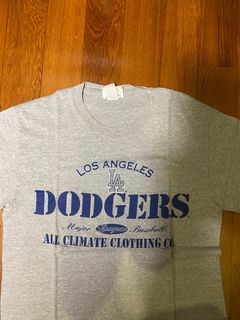 LOS ANGELES
LA
DODGERS
Major League Baseball
ALL CLIMATE CLOTHING CO.